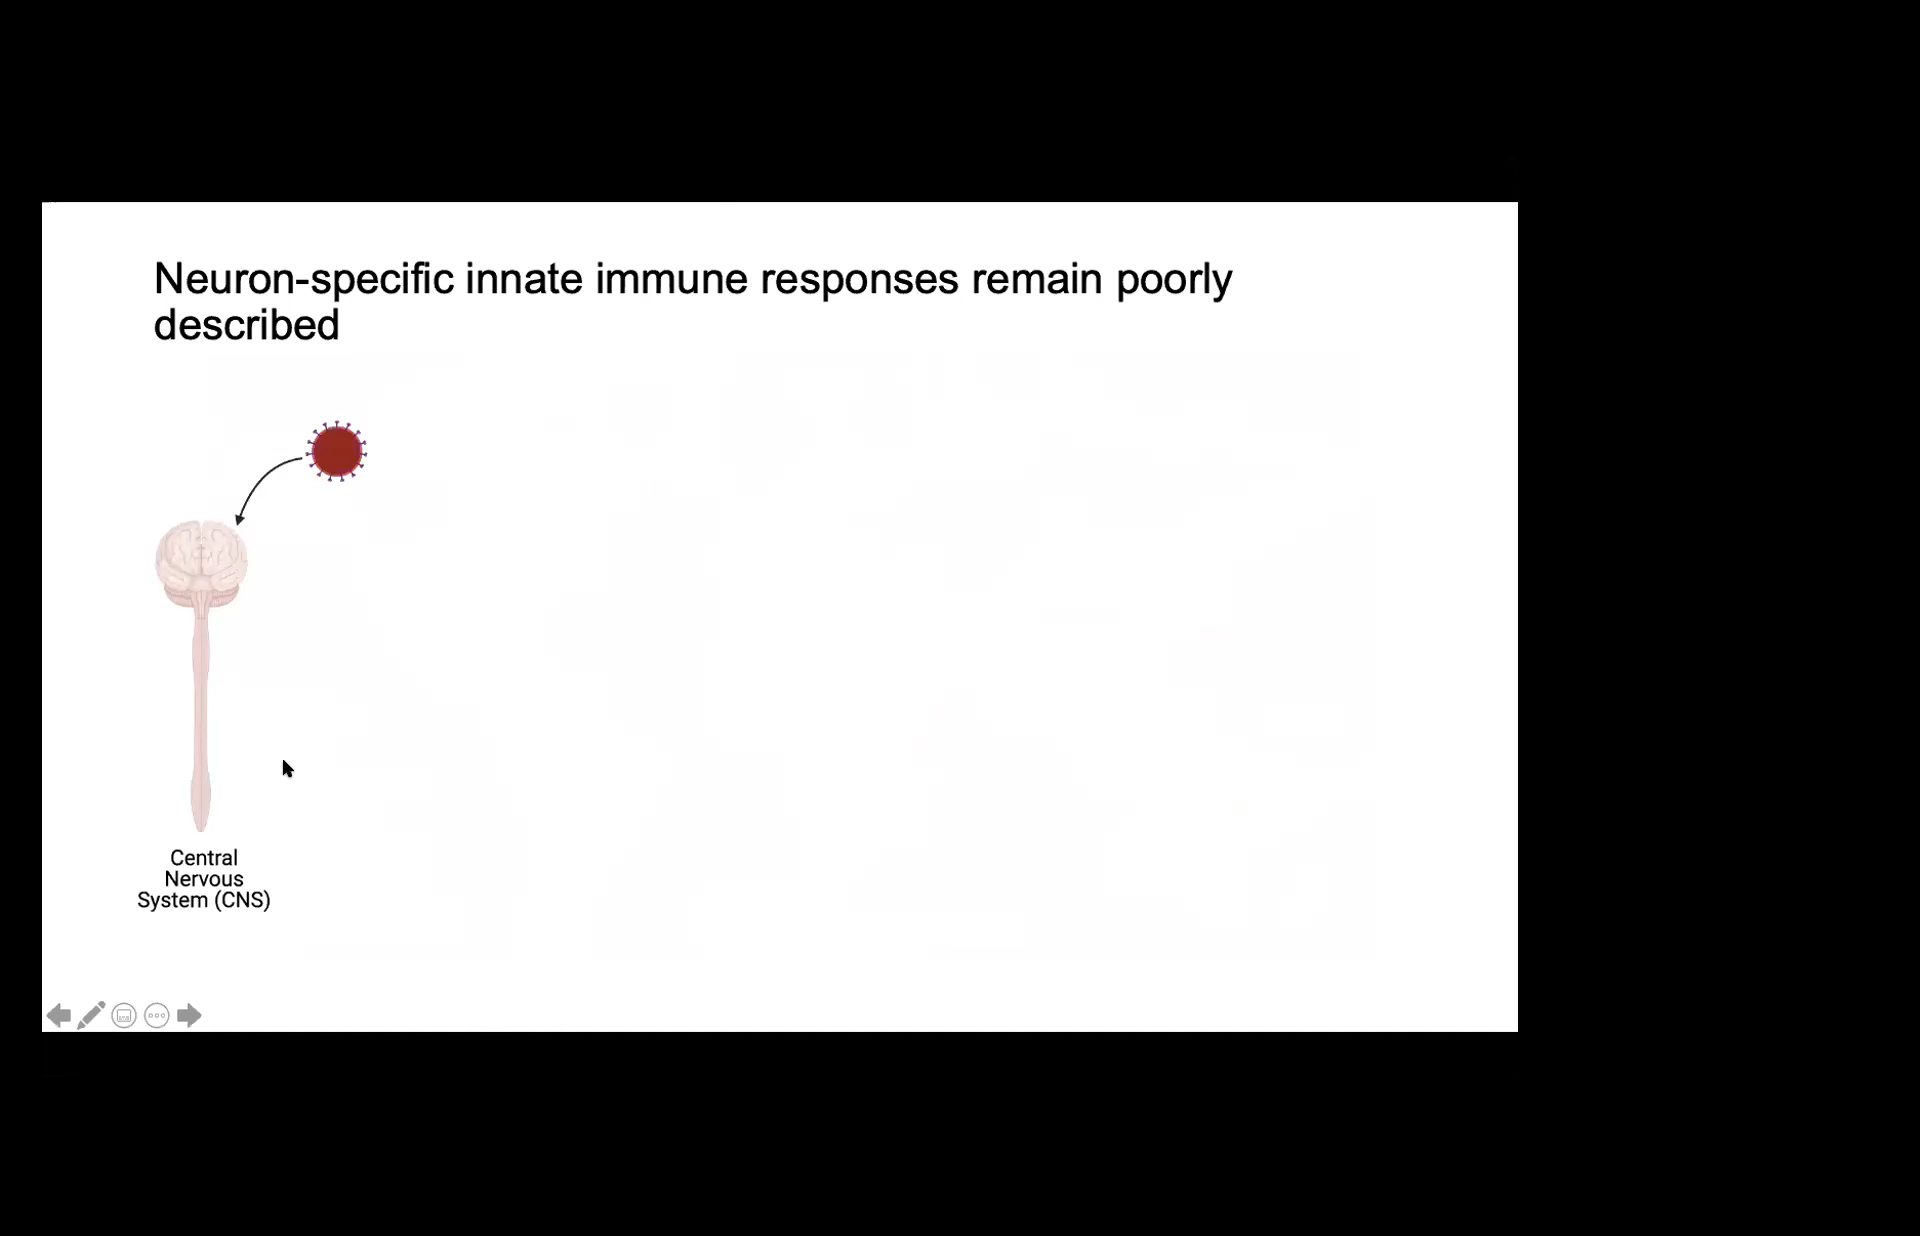 Neuron-specific innate immune responses remain poorly
described
Central
Nervous
System (CNS)